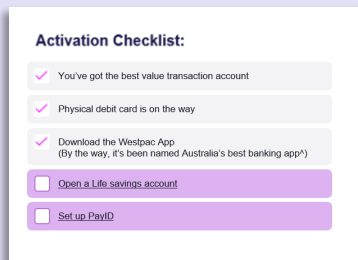 Activation Checklist:
You've got the best value transaction account
Physical debit card is on the way
Download the Westpac App
(By the way, it's been named Australia's best banking app^)
Open a Life savings account
Set up PayID